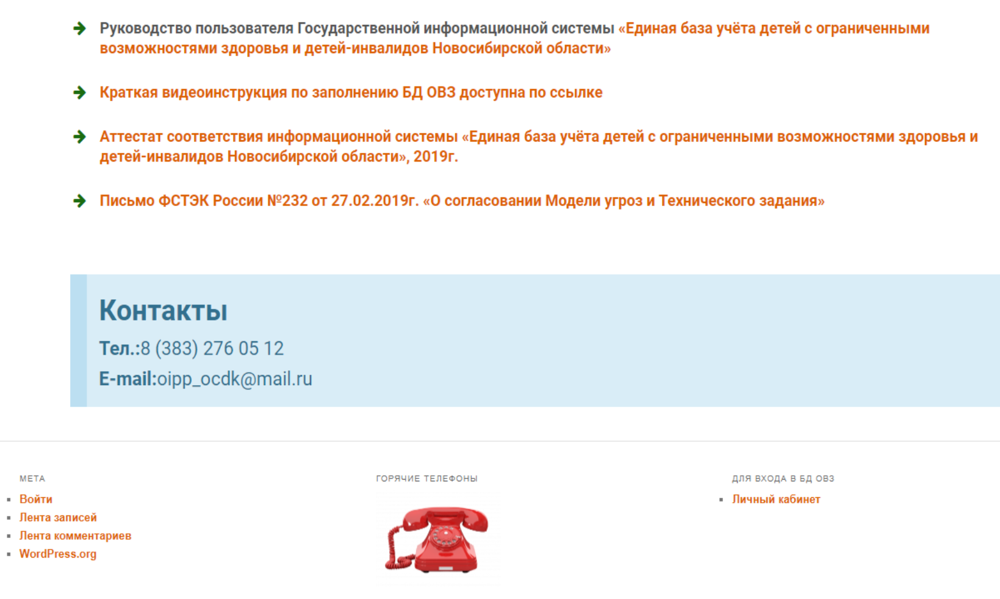 Руководство пользователя Государственной информационной системы «Единая база учёта детей с ограниченными
возможностями здоровья и детей-инвалидов Новосибирской области»
Краткая видеоинструкция по заполнению БД ОВЗ доступна по ссылке
Аттестат соответствия информационной системы «Единая база учёта детей с ограниченными возможностями здоровья и
детей-инвалидов Новосибирской области», 2019г.
Письмо ФСТЭК России №232 от 27.02.2019г. «О согласовании Модели угроз и Технического задания»
Контакты
Тел.:8 (383) 276 05 12
E-mail:oipp_ocdk@mail.ru
МЕТА
Войти
Лента записей
Лента комментариев
WordPress.org
ГОРЯЧИЕ ТЕЛЕФОНЫ
ДЛЯ ВХОДА В БД ОВЗ
Личный кабинет